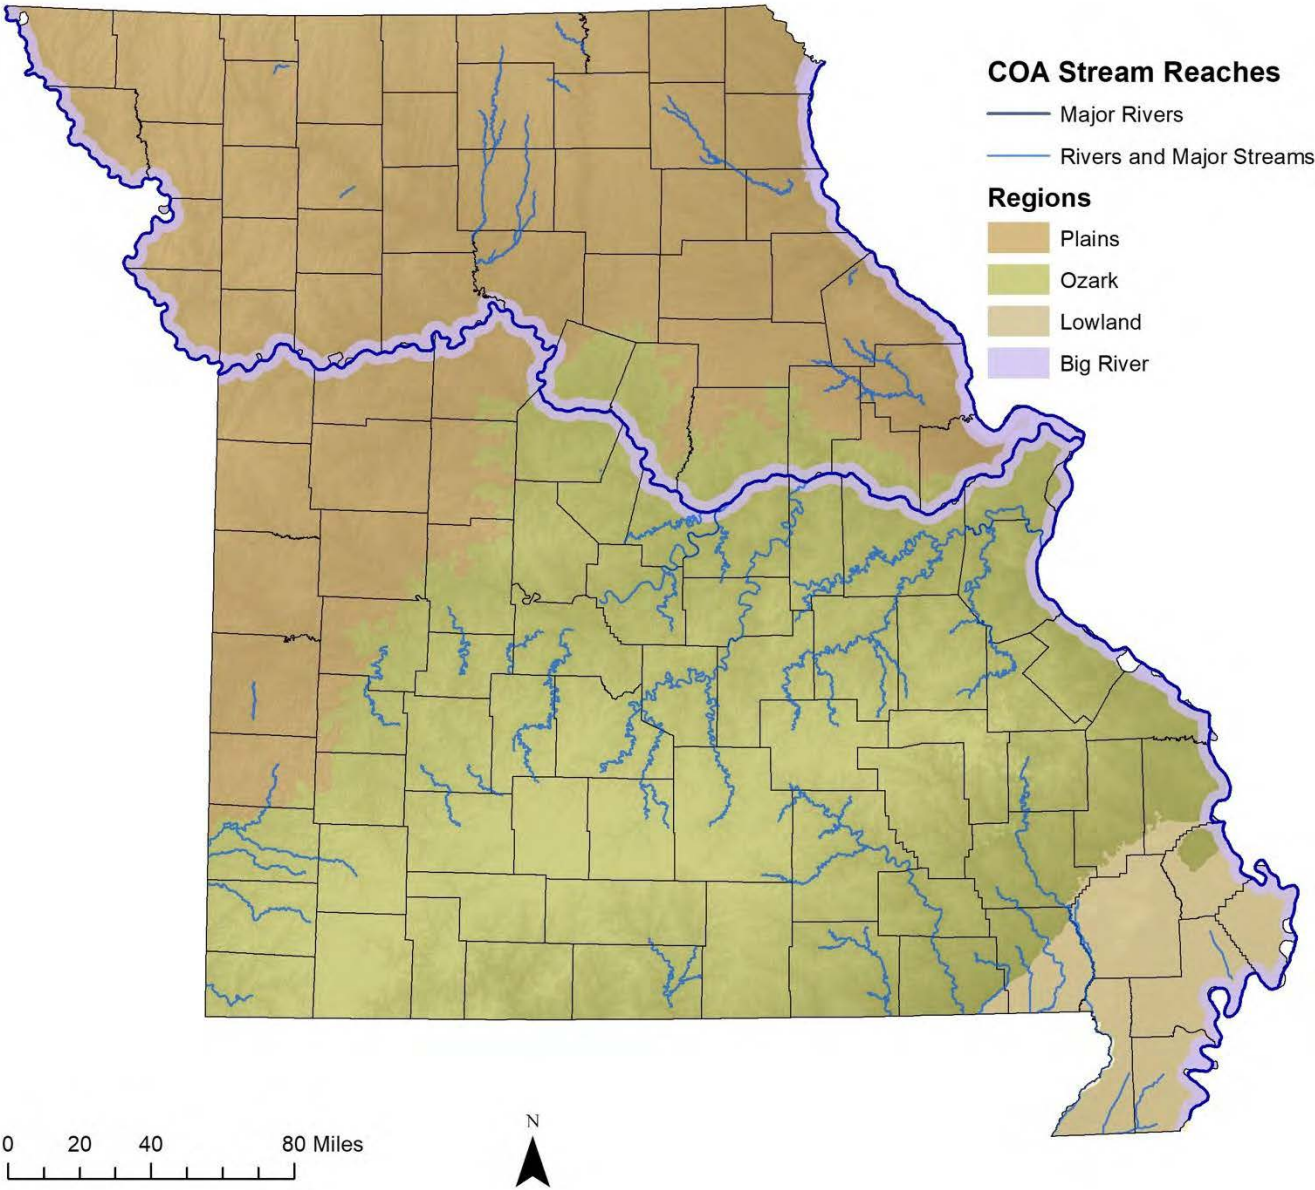 COA Stream Reaches
Major Rivers
Rivers and Major Streams
Regions
Plains
Ozark
Lowland
Big River
N
0 20 40 80 Miles